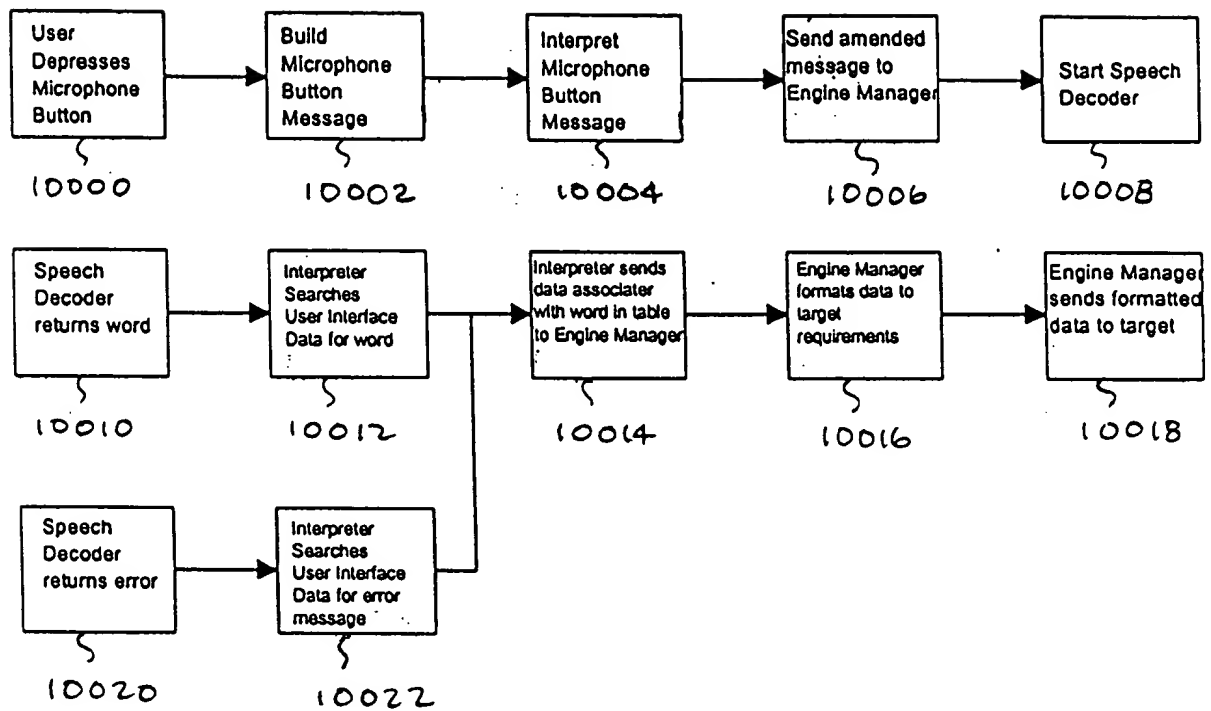 User
Depresses
Microphone
Button
Build
Microphone
Button
Message
Interpret
Microphone
Button
Message
Send amended
message to
Engine Manager
Start Speech
Decoder
10000
10002
10004
10006
10008
Speech
Decoder
returns word
Interpreter
Searches
User Interface
Data for word
Interpreter sends
data associater
with word in table
to Engine Manager
Engine Manager
formats data to
target
requirements
Engine Manager
sends formatted
data to target
10010
10012
10014
10016
10018
Speech
Decoder
returns error
Interpreter
Searches
User Interface
Data for error
message
10020
10022